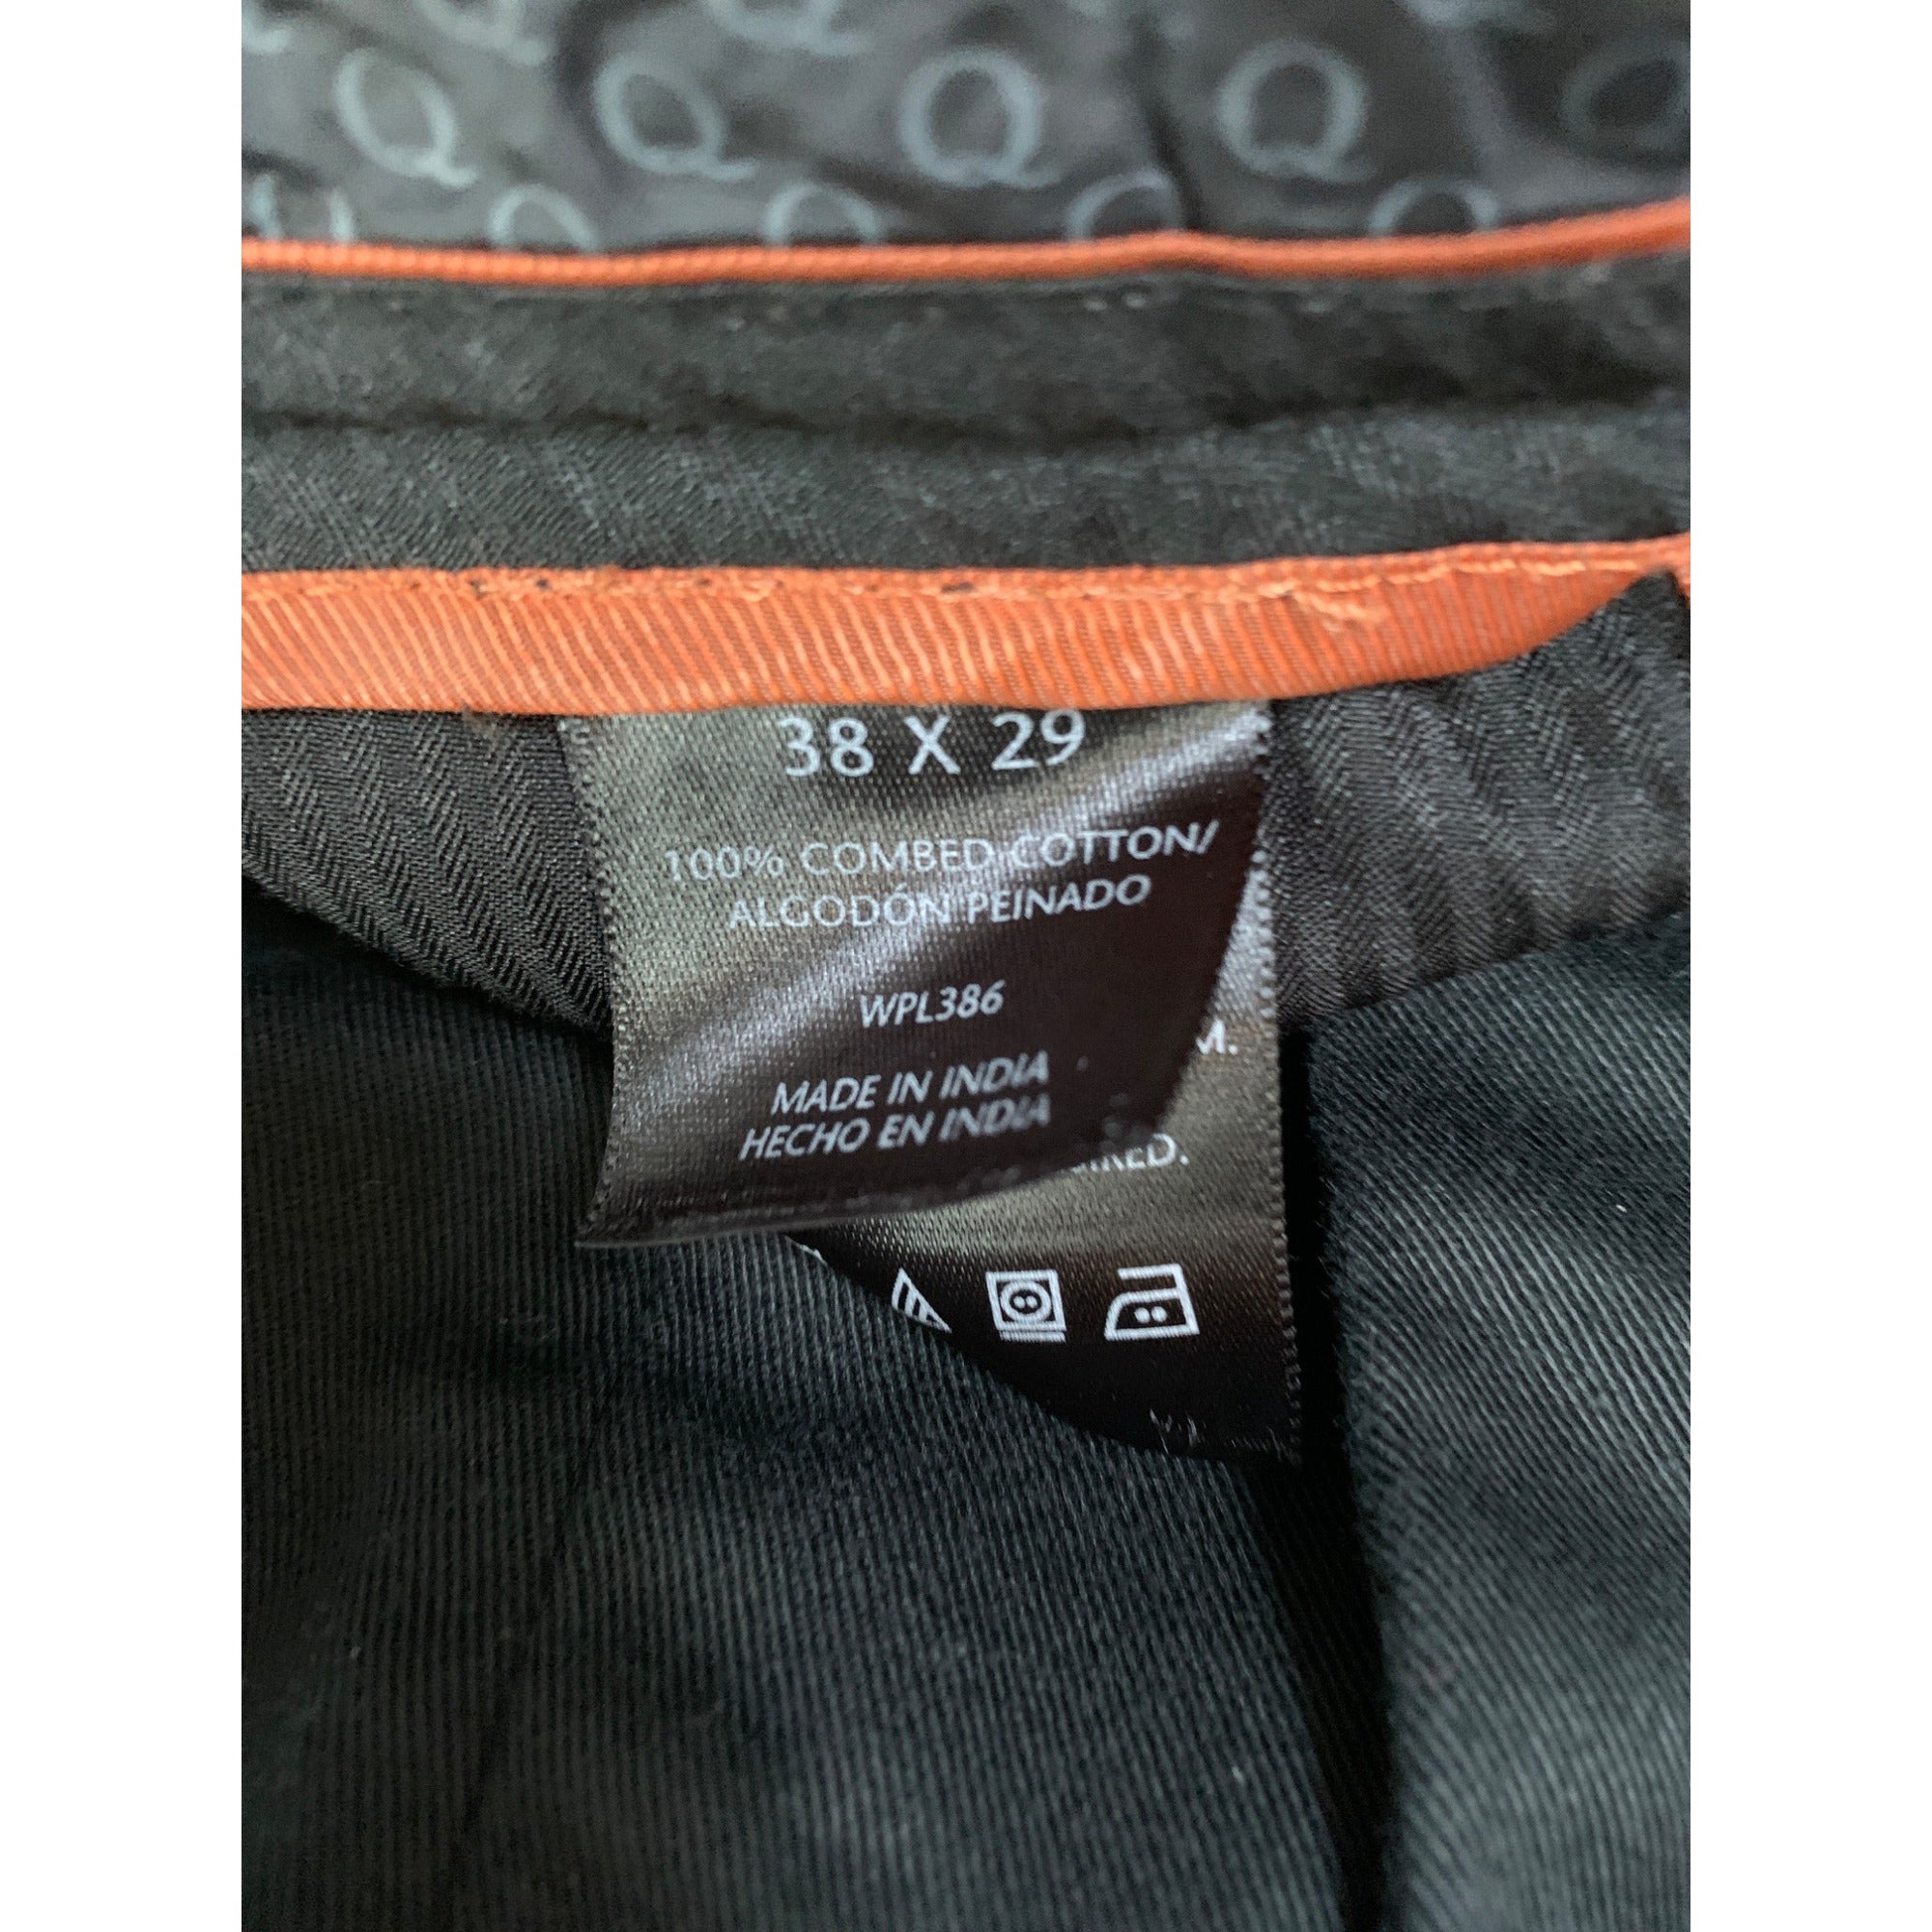 Q Q Q Q Q
Q Q Q Q
38 X 29
100% COMBED COTTON/
ALGODÓN PEINADO
WPL386
MADE IN INDIA
HECHO EN INDIA